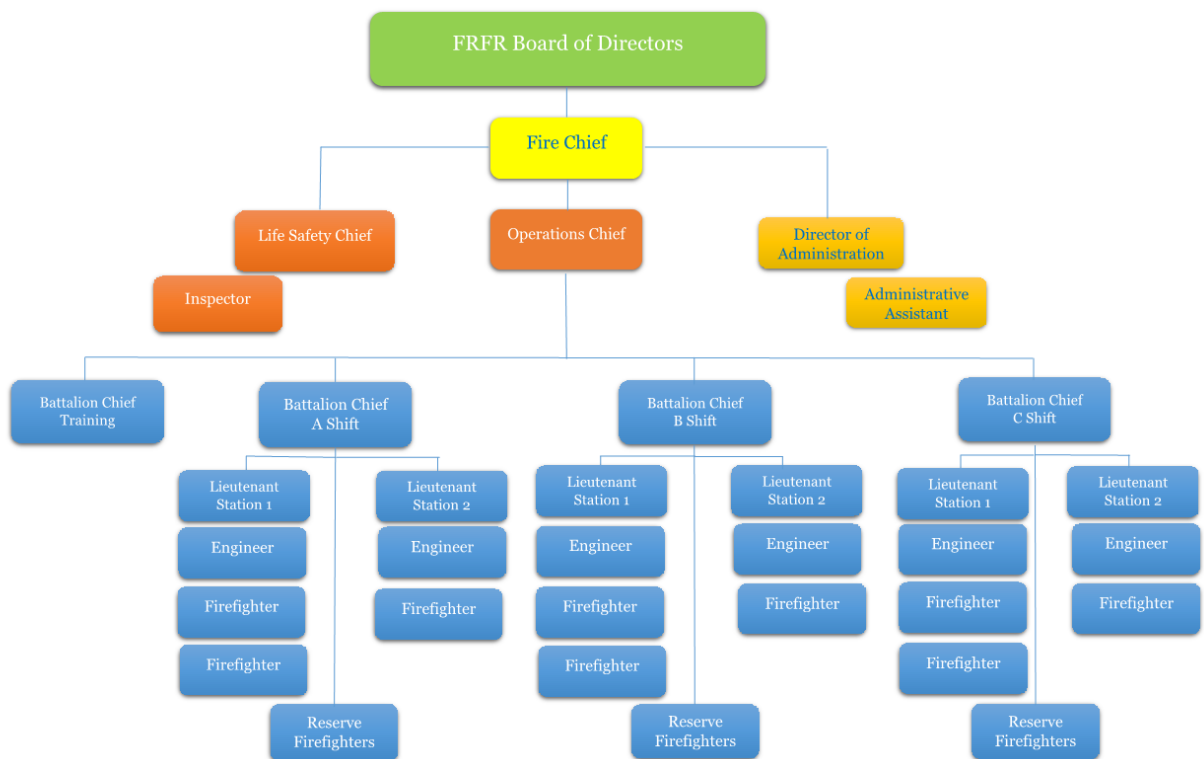 FRFR Board of Directors
Fire Chief
Life Safety Chief
Operations Chief
Director of
Administration
Inspector
Administrative
Assistant
Battalion Chief
Training
Battalion Chief
A Shift
Battalion Chief
B Shift
Battalion Chief
C Shift
Lieutenant
Station 1
Lieutenant
Station 2
Lieutenant
Station 1
Lieutenant
Station 2
Lieutenant
Station 1
Lieutenant
Station 2
Engineer
Engineer
Engineer
Engineer
Engineer
Engineer
Firefighter
Firefighter
Firefighter
Firefighter
Firefighter
Firefighter
Firefighter
Firefighter
Firefighter
Reserve
Firefighters
Reserve
Firefighters
Reserve
Firefighters